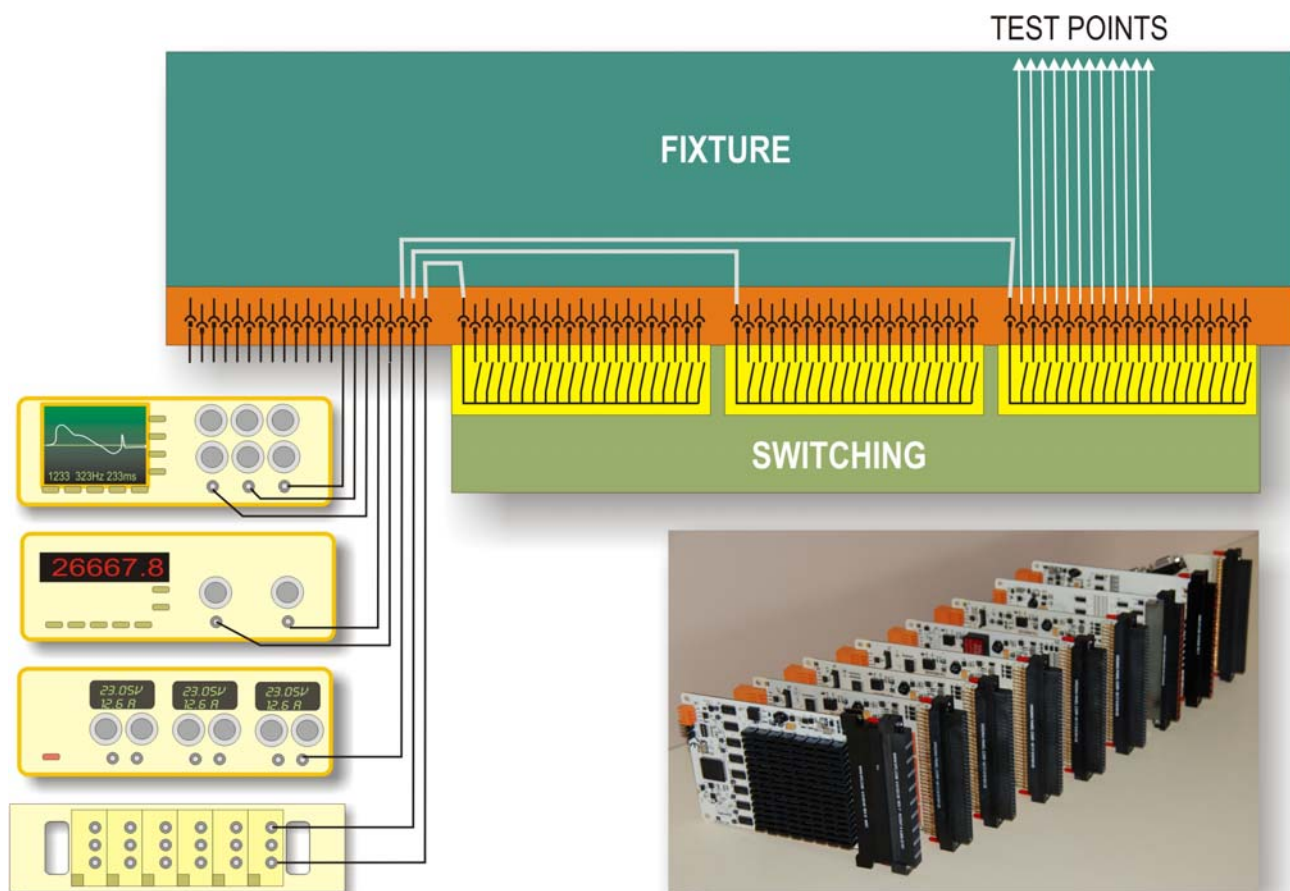 TEST POINTS
FIXTURE
SWITCHING
1233 323Hz 233ms
26667.8
23.05V 23.05V 23.05V
12.6 A 12.6 A 12.6 A